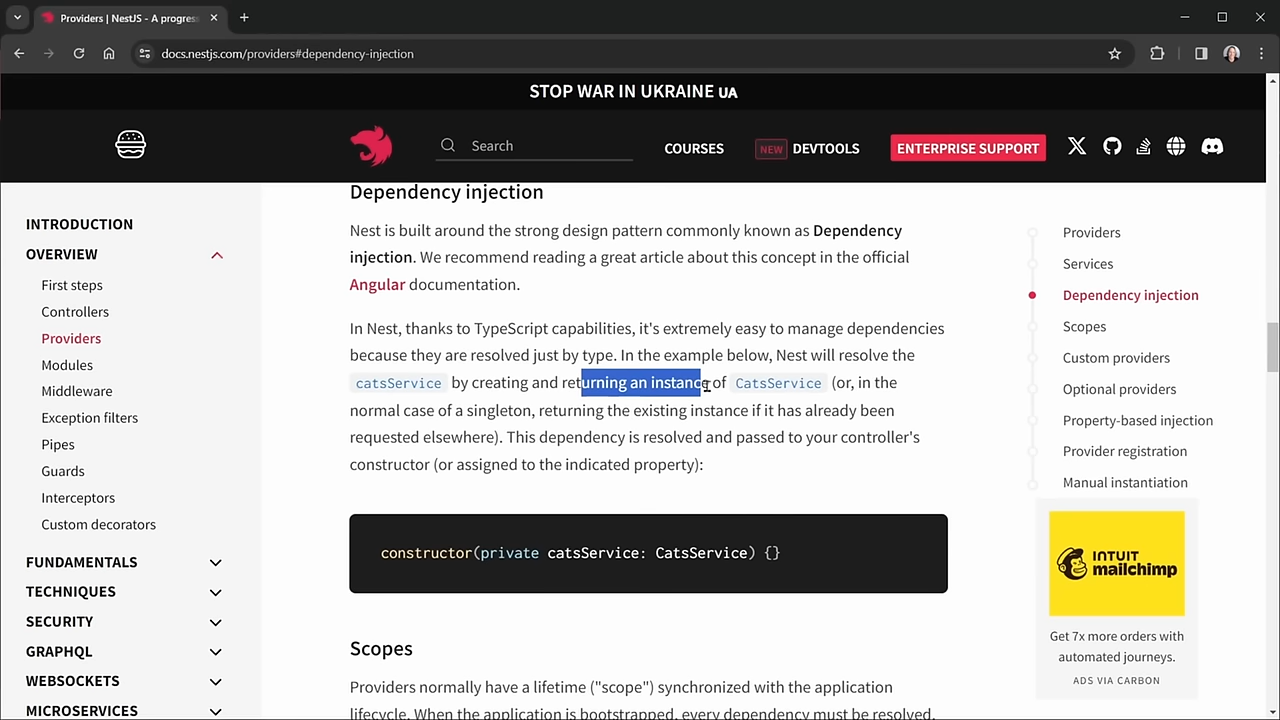 Providers | NestJS - A progres
docs.nestjs.com/providers#dependency-injection
STOP WAR IN UKRAINE UA
Search
COURSES
NEW DEVTOOLS
ENTERPRISE SUPPORT
INTRODUCTION
OVERVIEW
First steps
Controllers
Providers
Modules
Middleware
Exception filters
Pipes
Guards
Interceptors
Custom decorators
FUNDAMENTALS
TECHNIQUES
SECURITY
GRAPHQL
WEBSOCKETS
MICROSERVICES
Dependency injection
Nest is built around the strong design pattern commonly known as Dependency
injection. We recommend reading a great article about this concept in the official
Angular documentation.
In Nest, thanks to TypeScript capabilities, it's extremely easy to manage dependencies
because they are resolved just by type. In the example below, Nest will resolve the
catsService by creating and returning an instance of CatsService (or, in the
normal case of a singleton, returning the existing instance if it has already been
requested elsewhere). This dependency is resolved and passed to your controller's
constructor (or assigned to the indicated property):
constructor(private catsService: CatsService) {}
Scopes
Providers normally have a lifetime ("scope") synchronized with the application
lifecycle. When the application is bootstrapped, every dependency must be resolved,
Providers
Services
Dependency injection
Scopes
Custom providers
Optional providers
Property-based injection
Provider registration
Manual instantiation
INTUIT
mailchimp
Get 7x more orders with
automated journeys.
ADS VIA CARBON